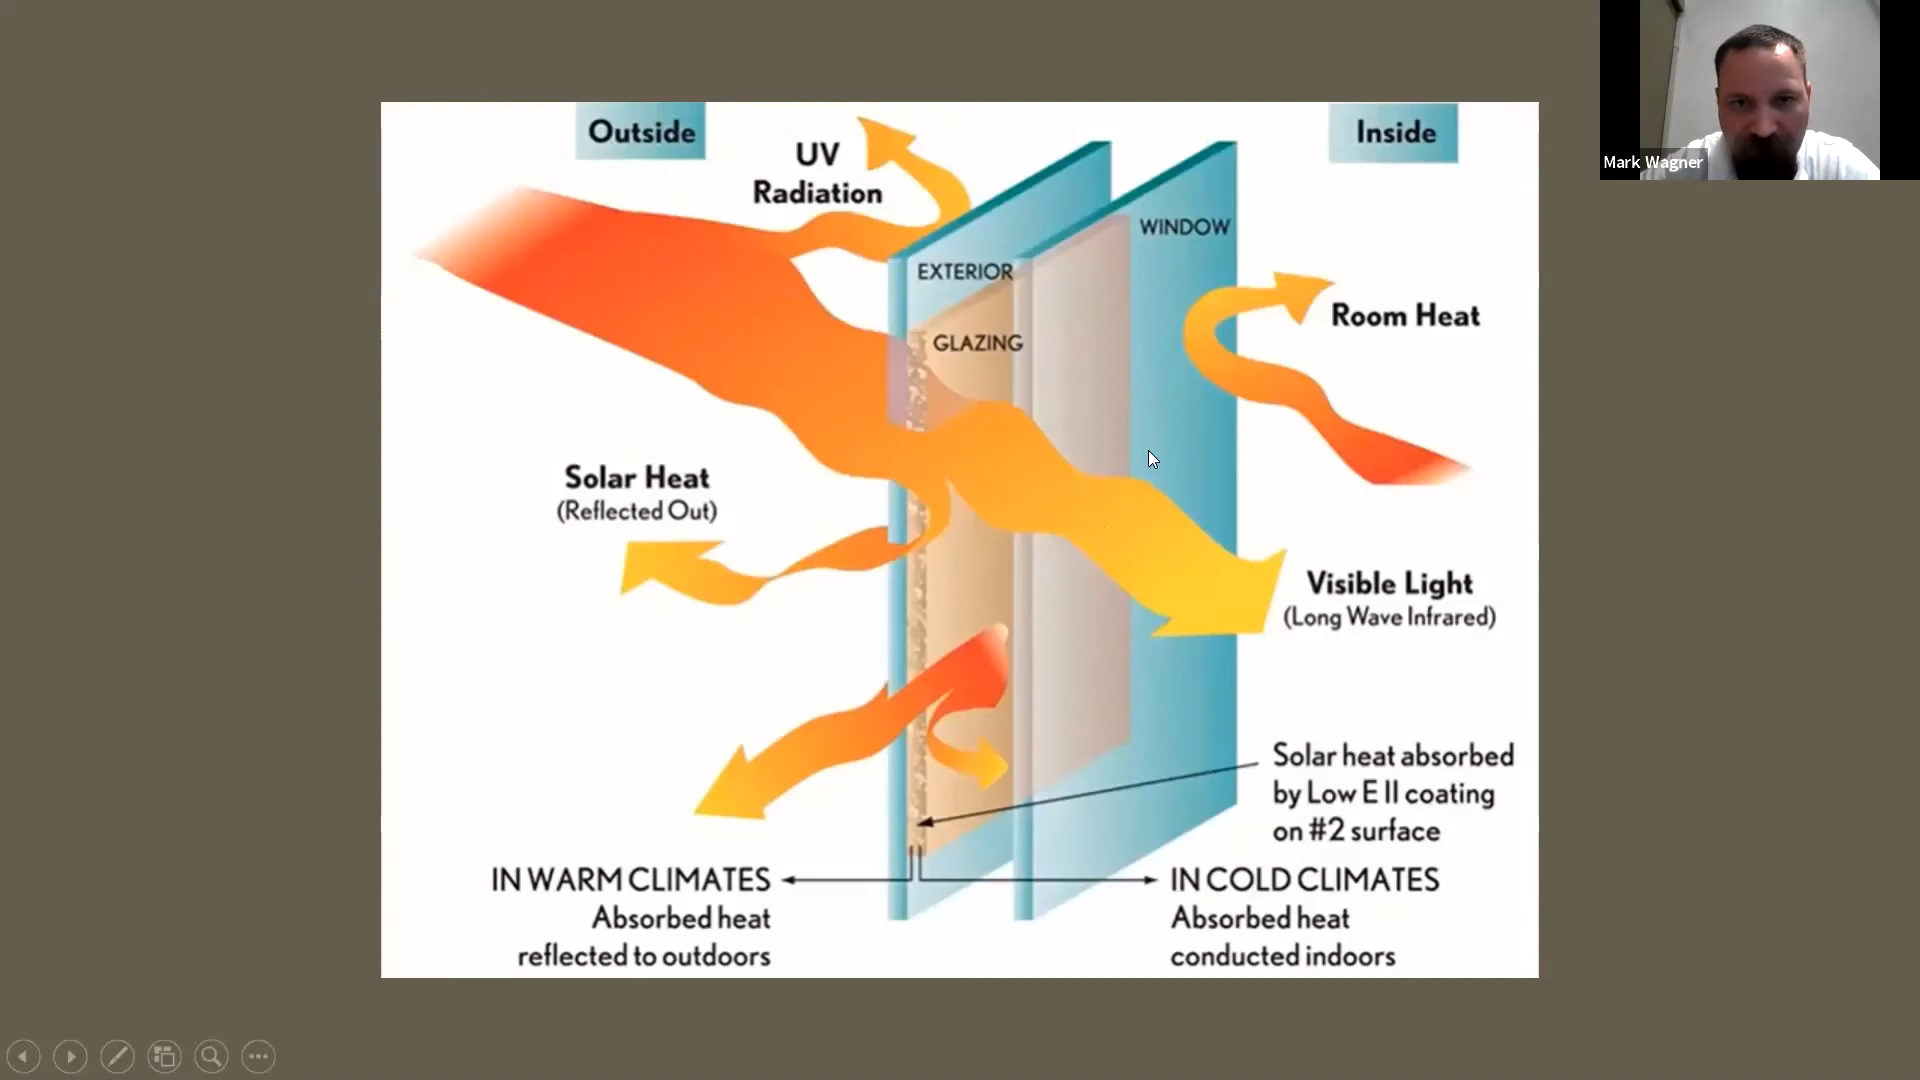 Outside
Inside
UV
Radiation
WINDOW
EXTERIOR
Room Heat
GLAZING
Solar Heat
(Reflected Out)
Visible Light
(Long Wave Infrared)
Solar heat absorbed
by Low E II coating
on #2 surface
IN WARM CLIMATES
Absorbed heat
reflected to outdoors
IN COLD CLIMATES
Absorbed heat
conducted indoors
Mark Wagner